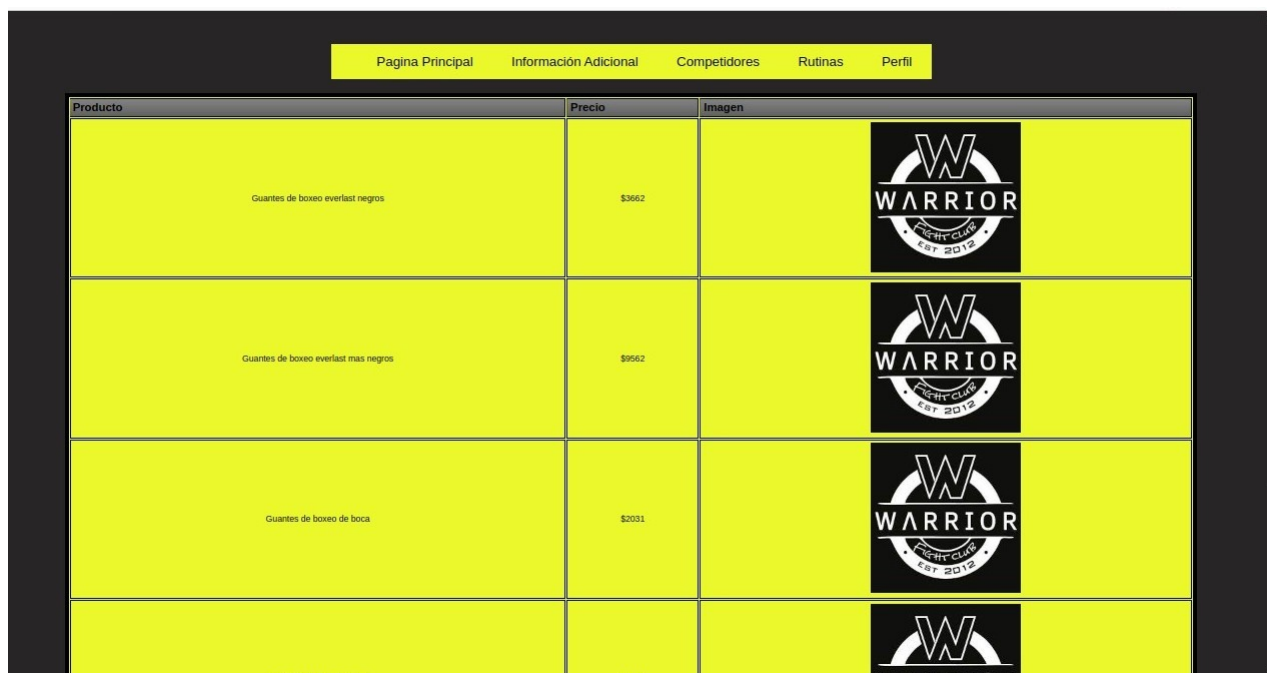 Pagina Principal Información Adicional Competidores Rutinas Perfil
Producto Precio Imagen
WARRIOR
FIGHT CLUB
EST 2012
Guantes de boxeo everlast negros $3662
WARRIOR
FIGHT CLUB
EST 2012
Guantes de boxeo everlast mas negros $9562
WARRIOR
FIGHT CLUB
EST 2012
Guantes de boxeo de boca $2031
W